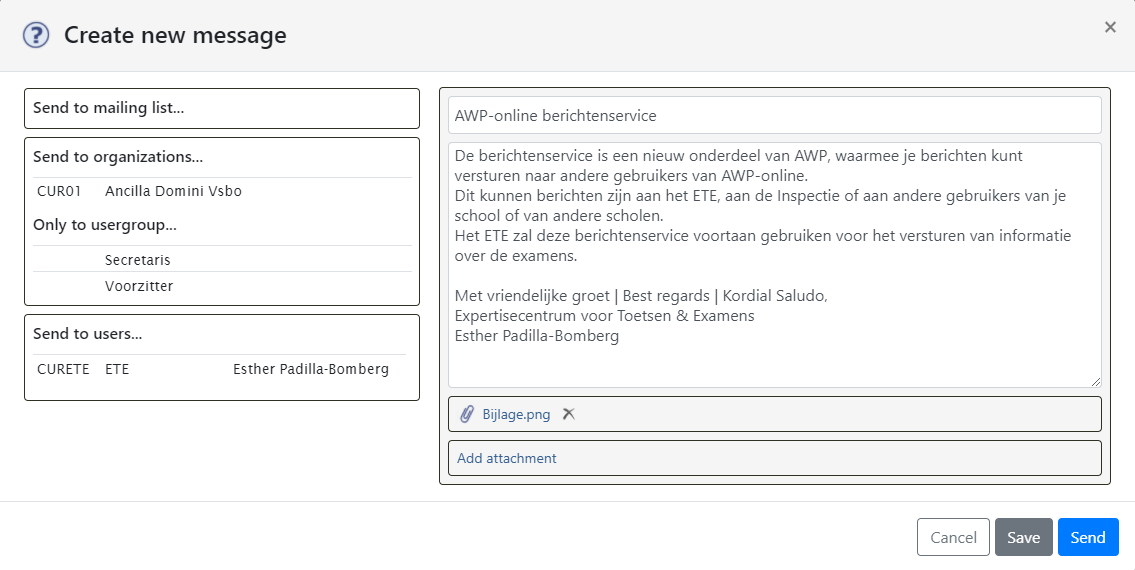 Create new message
×
Send to mailing list...
Send to organizations...
CUR01 Ancilla Domini Vsbo
Only to usergroup...
Secretaris
Voorzitter
Send to users...
CURETE ETE Esther Padilla-Bomberg
AWP-online berichtenservice
De berichtenservice is een nieuw onderdeel van AWP, waarmee je berichten kunt
versturen naar andere gebruikers van AWP-online.
Dit kunnen berichten zijn aan het ETE, aan de Inspectie of aan andere gebruikers van je
school of van andere scholen.
Het ETE zal deze berichtenservice voortaan gebruiken voor het versturen van informatie
over de examens.
Met vriendelijke groet | Best regards | Kordial Saludo,
Expertisecentrum voor Toetsen & Examens
Esther Padilla-Bomberg
Bijlage.png
Add attachment
Cancel Save Send